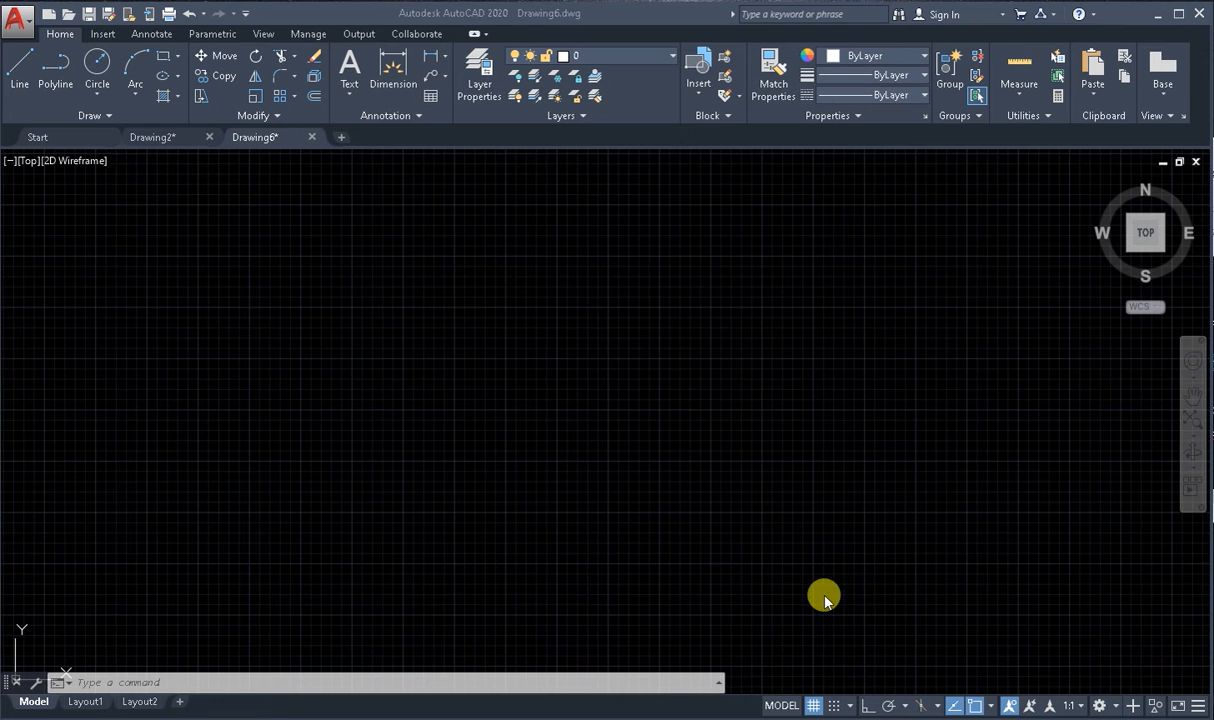 A Autodesk AutoCAD 2020 Drawing6.dwg Type a keyword or phrase Sign In
Home Insert Annotate Parametric View Manage Output Collaborate
Move 0 ByLayer
Copy ByLayer
Line Polyline Circle Arc Text Dimension Layer Properties Insert Match Properties Group Measure Paste Base
ByLayer
Draw Modify Annotation Layers Block Properties Groups Utilities Clipboard View
Start Drawing2* Drawing6*
[−][Top][2D Wireframe]
N
W TOP E
S
WCS
Y
X
Type a command
Model Layout1 Layout2 MODEL 1:1